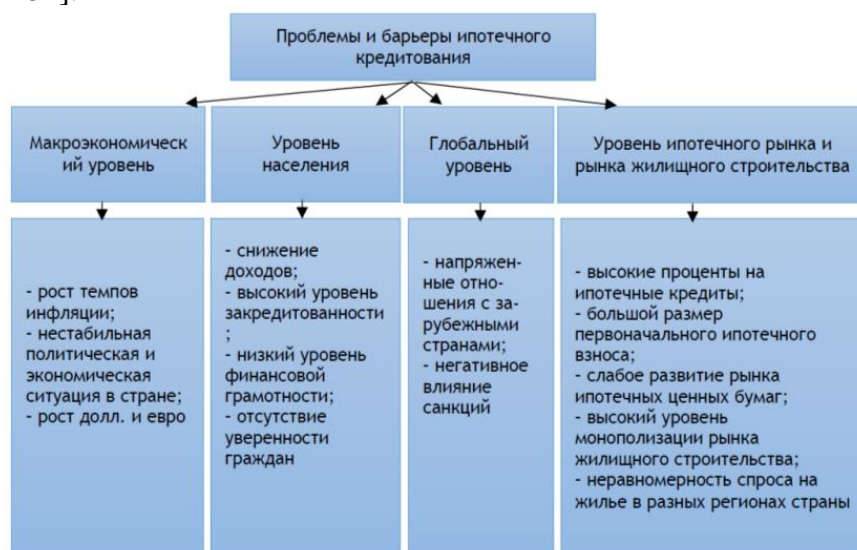 Проблемы и барьеры ипотечного
кредитования
Макроэкономическ
ий уровень
Уровень
населения
Глобальный
уровень
Уровень ипотечного рынка и
рынка жилищного строительства
- рост темпов
инфляции;
- нестабильная
политическая и
экономическая
ситуация в стране;
- рост долл. и евро
- снижение
доходов;
- высокий уровень
закредитованности
;
- низкий уровень
финансовой
грамотности;
- отсутствие
уверенности
граждан
- напряжен-
ные отно-
шения с за-
рубежными
странами;
- негативное
влияние
санкций
- высокие проценты на
ипотечные кредиты;
- большой размер
первоначального ипотечного
взноса;
- слабое развитие рынка
ипотечных ценных бумаг;
- высокий уровень
монополизации рынка
жилищного строительства;
- неравномерность спроса на
жилье в разных регионах страны